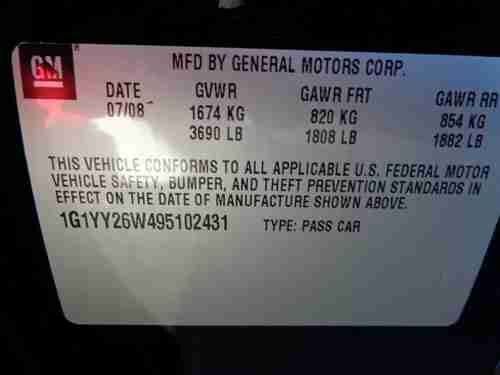 GM ® MFD BY GENERAL MOTORS CORP.
DATE GVWR GAWR FRT GAWR RR
07/08 1674 KG 820 KG 854 KG
3690 LB 1808 LB 1882 LB
THIS VEHICLE CONFORMS TO ALL APPLICABLE U.S. FEDERAL MOTOR
VEHICLE SAFETY, BUMPER, AND THEFT PREVENTION STANDARDS IN
EFFECT ON THE DATE OF MANUFACTURE SHOWN ABOVE.
1G1YY26W495102431 TYPE: PASS CAR